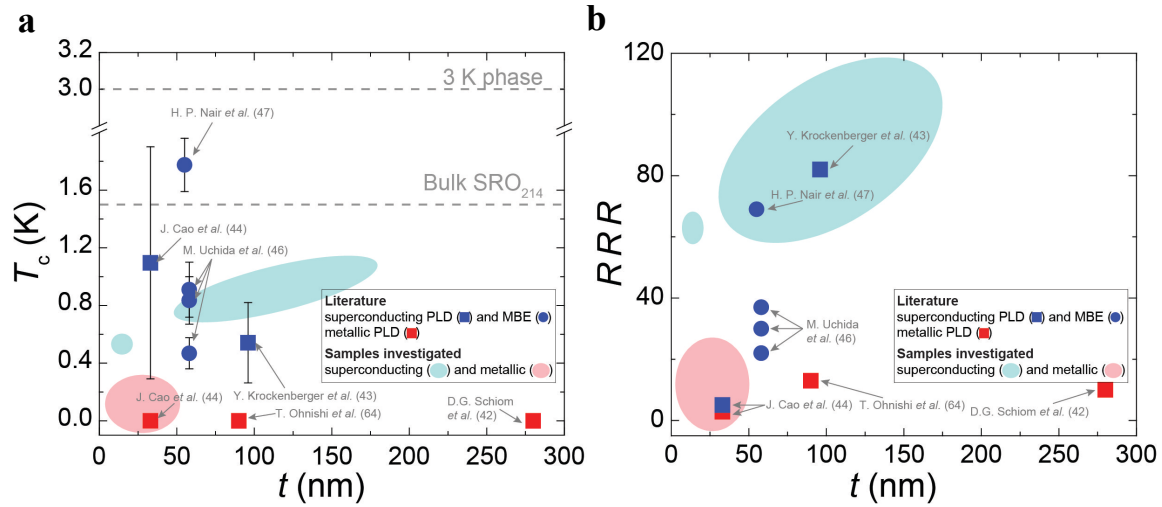 a
3.2
3.0
1.6
1.2
0.8
0.4
0.0
T_c (K)
3 K phase
H. P. Nair et al. (47)
Bulk SRO214
J. Cao et al. (44)
M. Uchida et al. (46)
Literature
superconducting PLD ( ) and MBE ( )
metallic PLD ( )
Samples investigated
superconducting ( ) and metallic ( )
J. Cao et al. (44)
Y. Krockenberger et al. (43)
T. Ohnishi et al. (64)
D.G. Schiom
et al. (42)
0 50 100 150 200 250 300
t (nm)
b
120
80
40
0
RRR
Y. Krockenberger et al. (43)
H. P. Nair et al. (47)
M. Uchida
et al. (46)
Literature
superconducting PLD ( ) and MBE ( )
metallic PLD ( )
Samples investigated
superconducting ( ) and metallic ( )
J. Cao et al. (44)
T. Ohnishi et al. (64)
D.G. Schiom et al. (42)
0 50 100 150 200 250 300
t (nm)